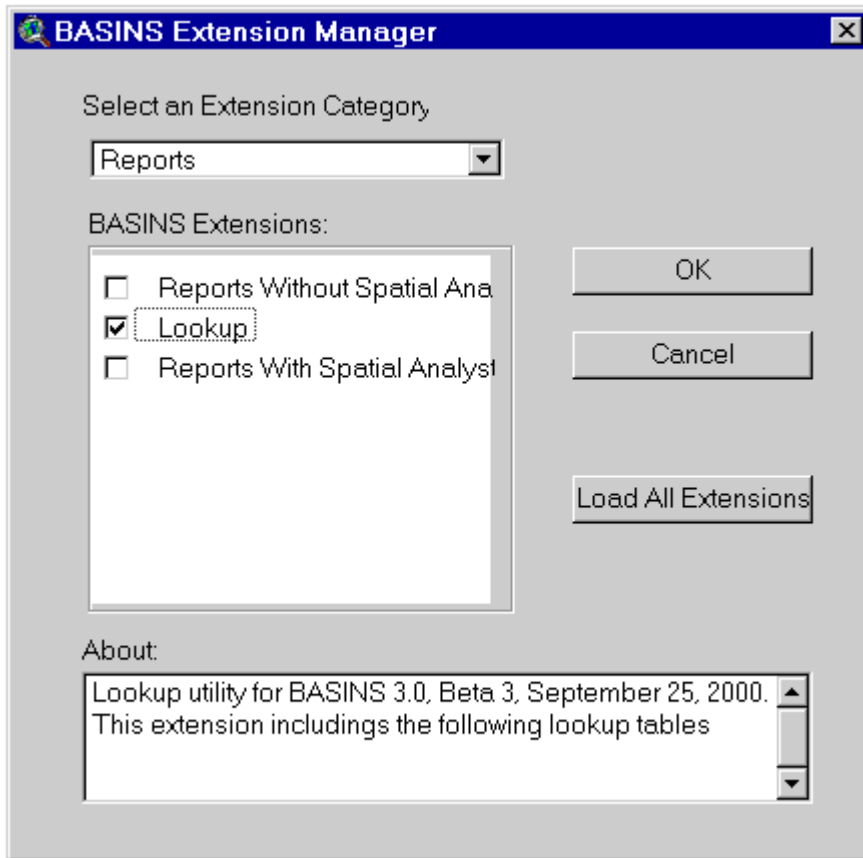 BASINS Extension Manager
Select an Extension Category
Reports
BASINS Extensions:
Reports Without Spatial Ana
Lookup
Reports With Spatial Analyst
OK
Cancel
Load All Extensions
About:
Lookup utility for BASINS 3.0, Beta 3, September 25, 2000.
This extension includings the following lookup tables